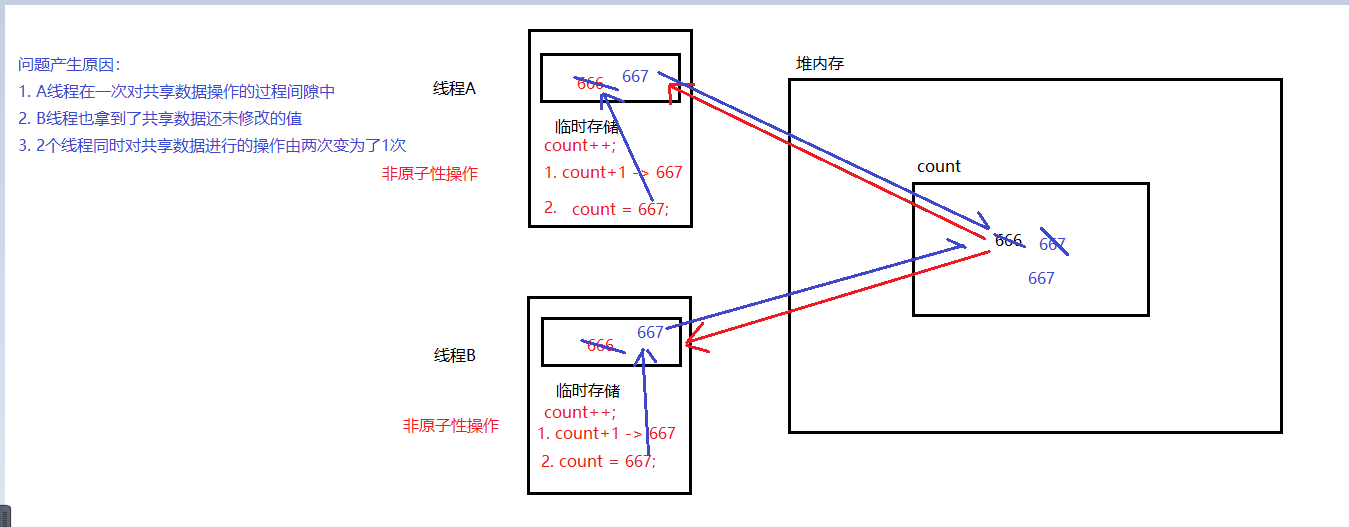 问题产生原因：
1. A线程在一次对共享数据操作的过程间隙中
2. B线程也拿到了共享数据还未修改的值
3. 2个线程同时对共享数据进行的操作由两次变为了1次
非原子性操作
线程A
666 667
临时存储
count++;
1. count+1 -> 667
2. count = 667;
线程B
非原子性操作
666 667
临时存储
count++;
1. count+1 -> 667
2. count = 667;
堆内存
count
666 667
667